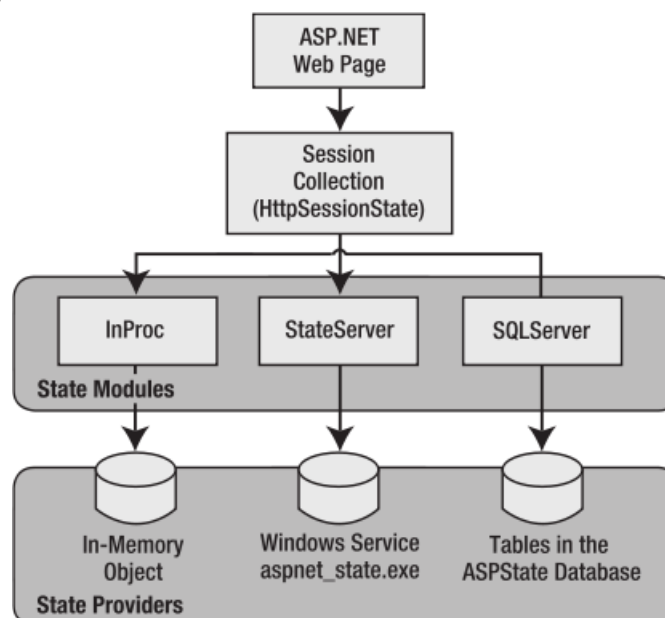 ASP.NET
Web Page
Session
Collection
(HttpSessionState)
InProc
StateServer
SQLServer
State Modules
In-Memory
Object
Windows Service
aspnet_state.exe
Tables in the
ASPState Database
State Providers